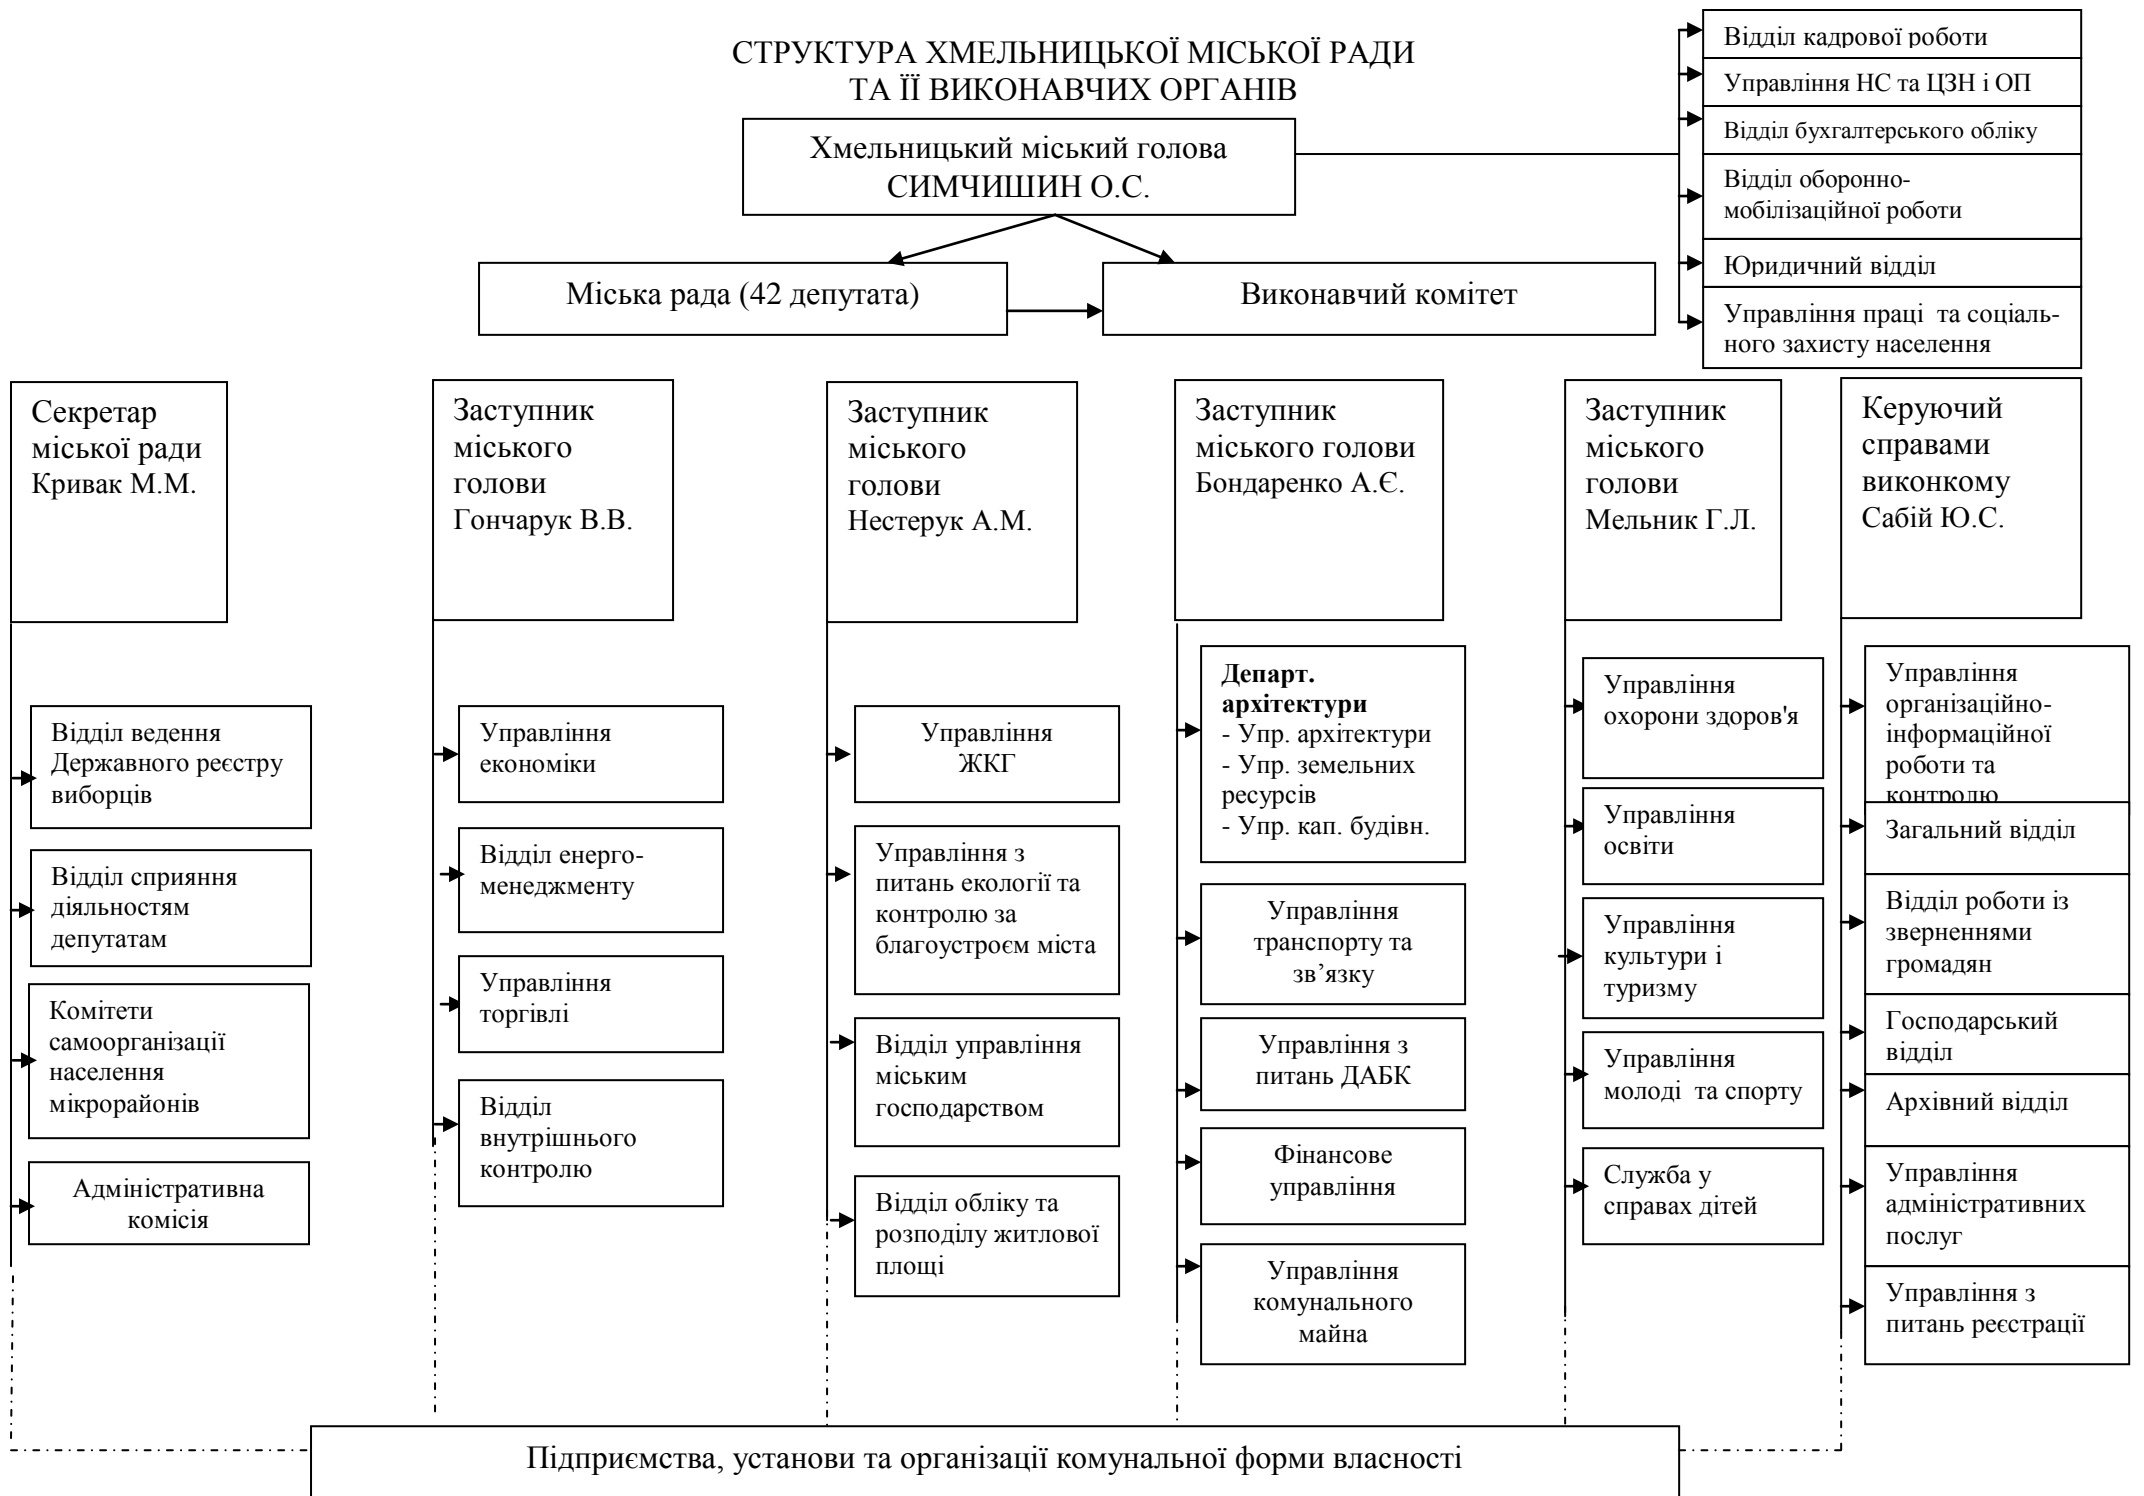 СТРУКТУРА ХМЕЛЬНИЦЬКОЇ МІСЬКОЇ РАДИ
ТА ЇЇ ВИКОНАВЧИХ ОРГАНІВ
Хмельницький міський голова
СИМЧИШИН О.С.
Відділ кадрової роботи
Управління НС та ЦЗН і ОП
Відділ бухгалтерського обліку
Відділ оборонно-
мобілізаційної роботи
Юридичний відділ
Управління праці та соціаль-
ного захисту населення
Міська рада (42 депутата)
Виконавчий комітет
Секретар
міської ради
Кривак М.М.
Відділ ведення
Державного реєстру
виборців
Відділ сприяння
діяльностям
депутатам
Комітети
самоорганізації
населення
мікрорайонів
Адміністративна
комісія
Заступник
міського
голови
Гончарук В.В.
Управління
економіки
Відділ енерго-
менеджменту
Управління
торгівлі
Відділ
внутрішнього
контролю
Заступник
міського
голови
Нестерук А.М.
Управління
ЖКГ
Управління з
питань екології та
контролю за
благоустроєм міста
Відділ управління
міським
господарством
Відділ обліку та
розподілу житлової
площі
Заступник
міського голови
Бондаренко А.Є.
Департ.
архітектури
- Упр. архітектури
- Упр. земельних
ресурсів
- Упр. кап. будівн.
Управління
транспорту та
зв’язку
Управління з
питань ДАБК
Фінансове
управління
Управління
комунального
майна
Заступник
міського
голови
Мельник Г.Л.
Управління
охорони здоров'я
Управління
освіти
Управління
культури і
туризму
Управління
молоді та спорту
Служба у
справах дітей
Керуючий
справами
виконкому
Сабій Ю.С.
Управління
організаційно-
інформаційної
роботи та
контролю
Загальний відділ
Відділ роботи із
зверненнями
громадян
Господарський
відділ
Архівний відділ
Управління
адміністративних
послуг
Управління з
питань реєстрації
Підприємства, установи та організації комунальної форми власності